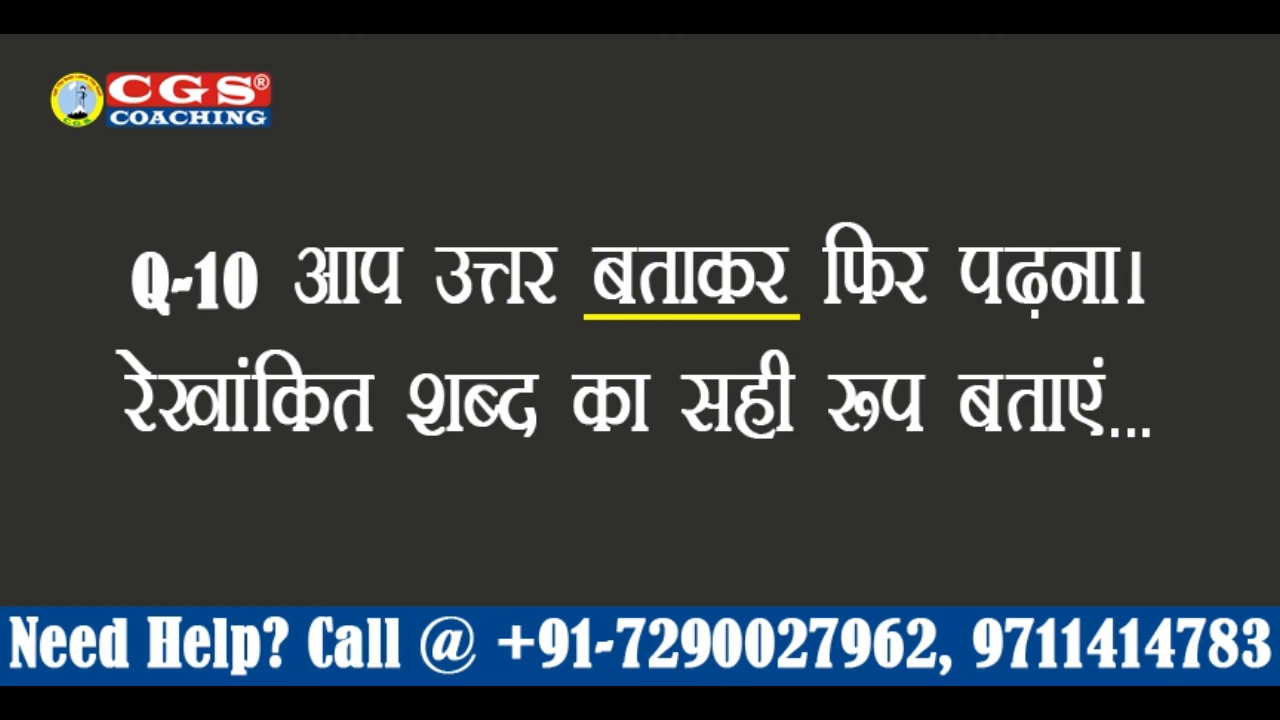 CGS®
COACHING
Q-10 आप उत्तर बताकर फिर पढ़ना।
रेखांकित शब्द का सही रूप बताएं...
Need Help? Call @ +91-7290027962, 9711414783